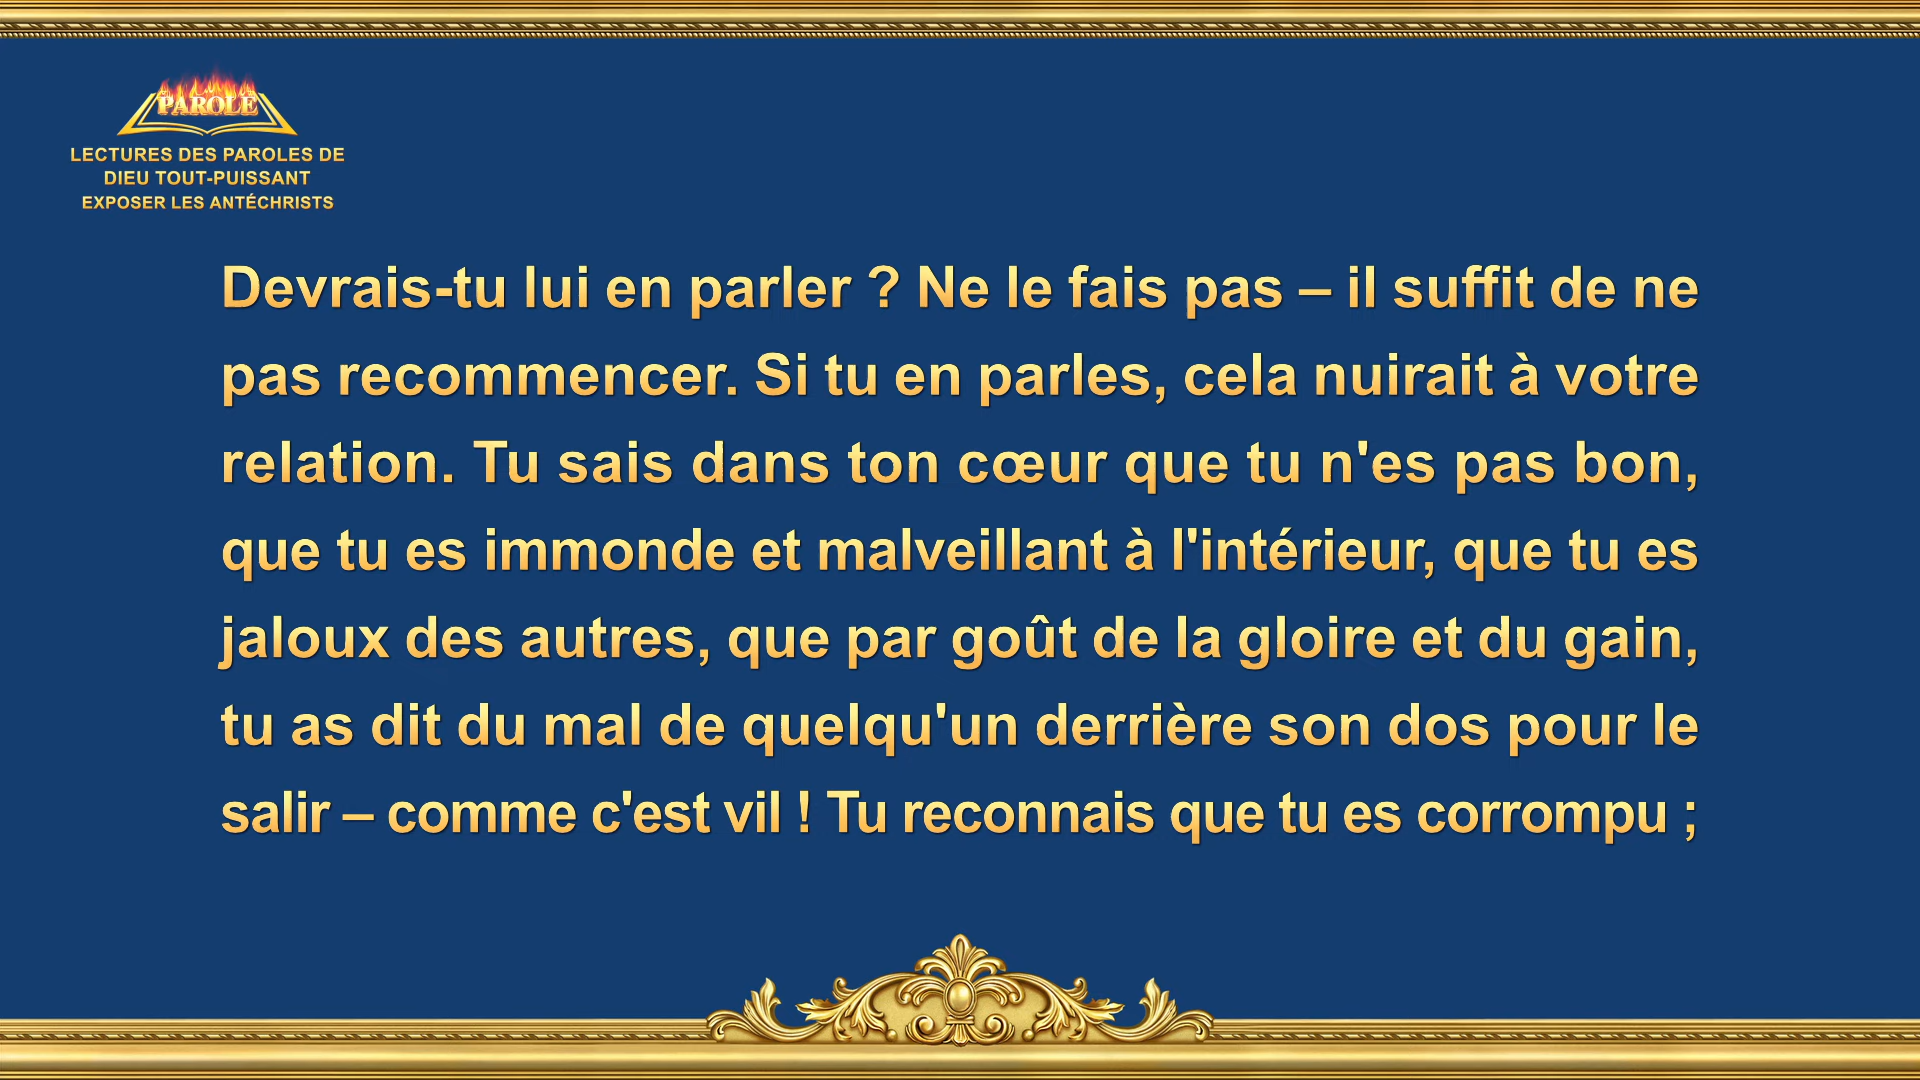 PAROLE
LECTURES DES PAROLES DE
DIEU TOUT-PUISSANT
EXPOSER LES ANTÉCHRISTS
Devrais-tu lui en parler ? Ne le fais pas – il suffit de ne
pas recommencer. Si tu en parles, cela nuirait à votre
relation. Tu sais dans ton cœur que tu n'es pas bon,
que tu es immonde et malveillant à l'intérieur, que tu es
jaloux des autres, que par goût de la gloire et du gain,
tu as dit du mal de quelqu'un derrière son dos pour le
salir – comme c'est vil ! Tu reconnais que tu es corrompu ;